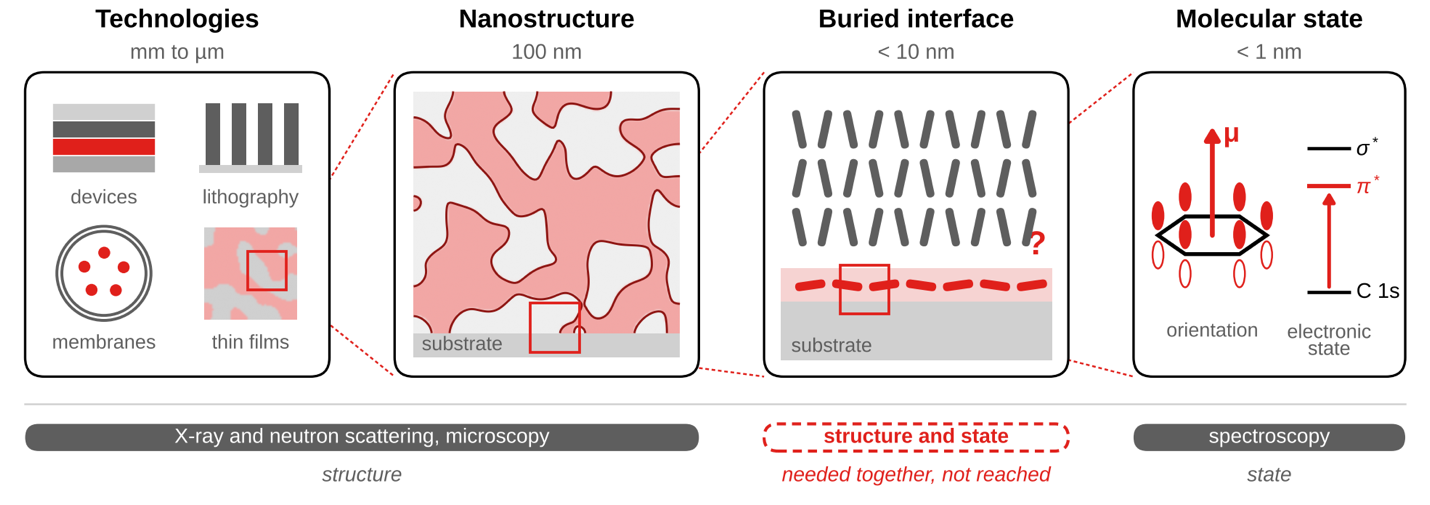 Technologies
mm to µm
devices
lithography
membranes
thin films
Nanostructure
100 nm
substrate
Buried interface
< 10 nm
?
substrate
Molecular state
< 1 nm
μ
σ*
π*
C 1s
orientation
electronic
state
X-ray and neutron scattering, microscopy
structure
structure and state
needed together, not reached
spectroscopy
state